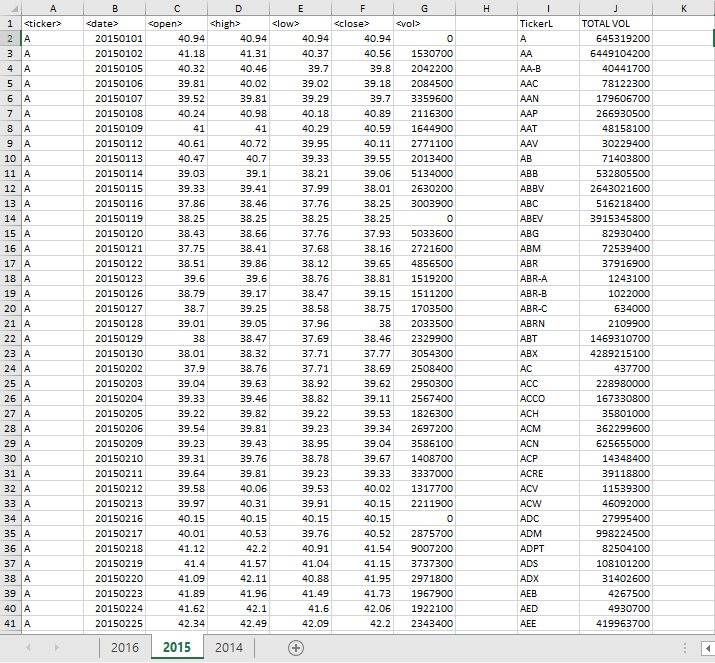 A B C D E F G H I J K
1 <ticker> <date> <open> <high> <low> <close> <vol> TickerL TOTAL VOL
2 A 20150101 40.94 40.94 40.94 40.94 0 A 645319200
3 A 20150102 41.18 41.31 40.37 40.56 1530700 AA 6449104200
4 A 20150105 40.32 40.46 39.7 39.8 2042200 AA-B 40441700
5 A 20150106 39.81 40.02 39.02 39.18 2084500 AAC 78122300
6 A 20150107 39.52 39.81 39.29 39.7 3359600 AAN 179606700
7 A 20150108 40.24 40.98 40.18 40.89 2116300 AAP 266930500
8 A 20150109 41 41 40.29 40.59 1644900 AAT 48158100
9 A 20150112 40.61 40.72 39.95 40.11 2771100 AAV 30229400
10 A 20150113 40.47 40.7 39.33 39.55 2013400 AB 71403800
11 A 20150114 39.03 39.1 38.21 39.06 5134000 ABB 532805500
12 A 20150115 39.33 39.41 37.99 38.01 2630200 ABBV 2643021600
13 A 20150116 37.86 38.46 37.76 38.25 3003900 ABC 516218400
14 A 20150119 38.25 38.25 38.25 38.25 0 ABEV 3915345800
15 A 20150120 38.43 38.66 37.76 37.93 5033600 ABG 82930400
16 A 20150121 37.75 38.41 37.68 38.16 2721600 ABM 72539400
17 A 20150122 38.51 39.86 38.12 39.65 4856500 ABR 37916900
18 A 20150123 39.6 39.6 38.76 38.81 1519200 ABR-A 1243100
19 A 20150126 38.79 39.17 38.47 39.15 1511200 ABR-B 1022000
20 A 20150127 38.7 39.25 38.58 38.75 1703500 ABR-C 634000
21 A 20150128 39.01 39.05 37.96 38 2033500 ABRN 2109900
22 A 20150129 38 38.47 37.69 38.46 2329900 ABT 1469310700
23 A 20150130 38.01 38.32 37.71 37.77 3054300 ABX 4289215100
24 A 20150202 37.9 38.76 37.71 38.69 2508400 AC 437700
25 A 20150203 39.04 39.63 38.92 39.62 2950300 ACC 228980000
26 A 20150204 39.33 39.46 38.82 39.11 2567400 ACCO 167330800
27 A 20150205 39.22 39.82 39.22 39.53 1826300 ACH 35801000
28 A 20150206 39.54 39.81 39.23 39.34 2697200 ACM 362299600
29 A 20150209 39.23 39.43 38.95 39.04 3586100 ACN 625655000
30 A 20150210 39.31 39.76 38.78 39.67 1408700 ACP 14348400
31 A 20150211 39.64 39.81 39.23 39.33 3337000 ACRE 39118800
32 A 20150212 39.58 40.06 39.53 40.02 1317700 ACV 11539300
33 A 20150213 39.97 40.31 39.91 40.15 2211900 ACW 46092000
34 A 20150216 40.15 40.15 40.15 40.15 0 ADC 27995400
35 A 20150217 40.01 40.53 39.76 40.52 2875700 ADM 998224500
36 A 20150218 41.12 42.2 40.91 41.54 9007200 ADPT 82504100
37 A 20150219 41.4 41.57 41.04 41.15 3737300 ADS 108101200
38 A 20150220 41.09 42.11 40.88 41.95 2971800 ADX 31402600
39 A 20150223 41.89 41.96 41.49 41.73 1967900 AEB 4267500
40 A 20150224 41.62 42.1 41.6 42.06 1922100 AED 4930700
41 A 20150225 42.34 42.49 42.09 42.2 2343400 AEE 419963700
2016 2015 2014